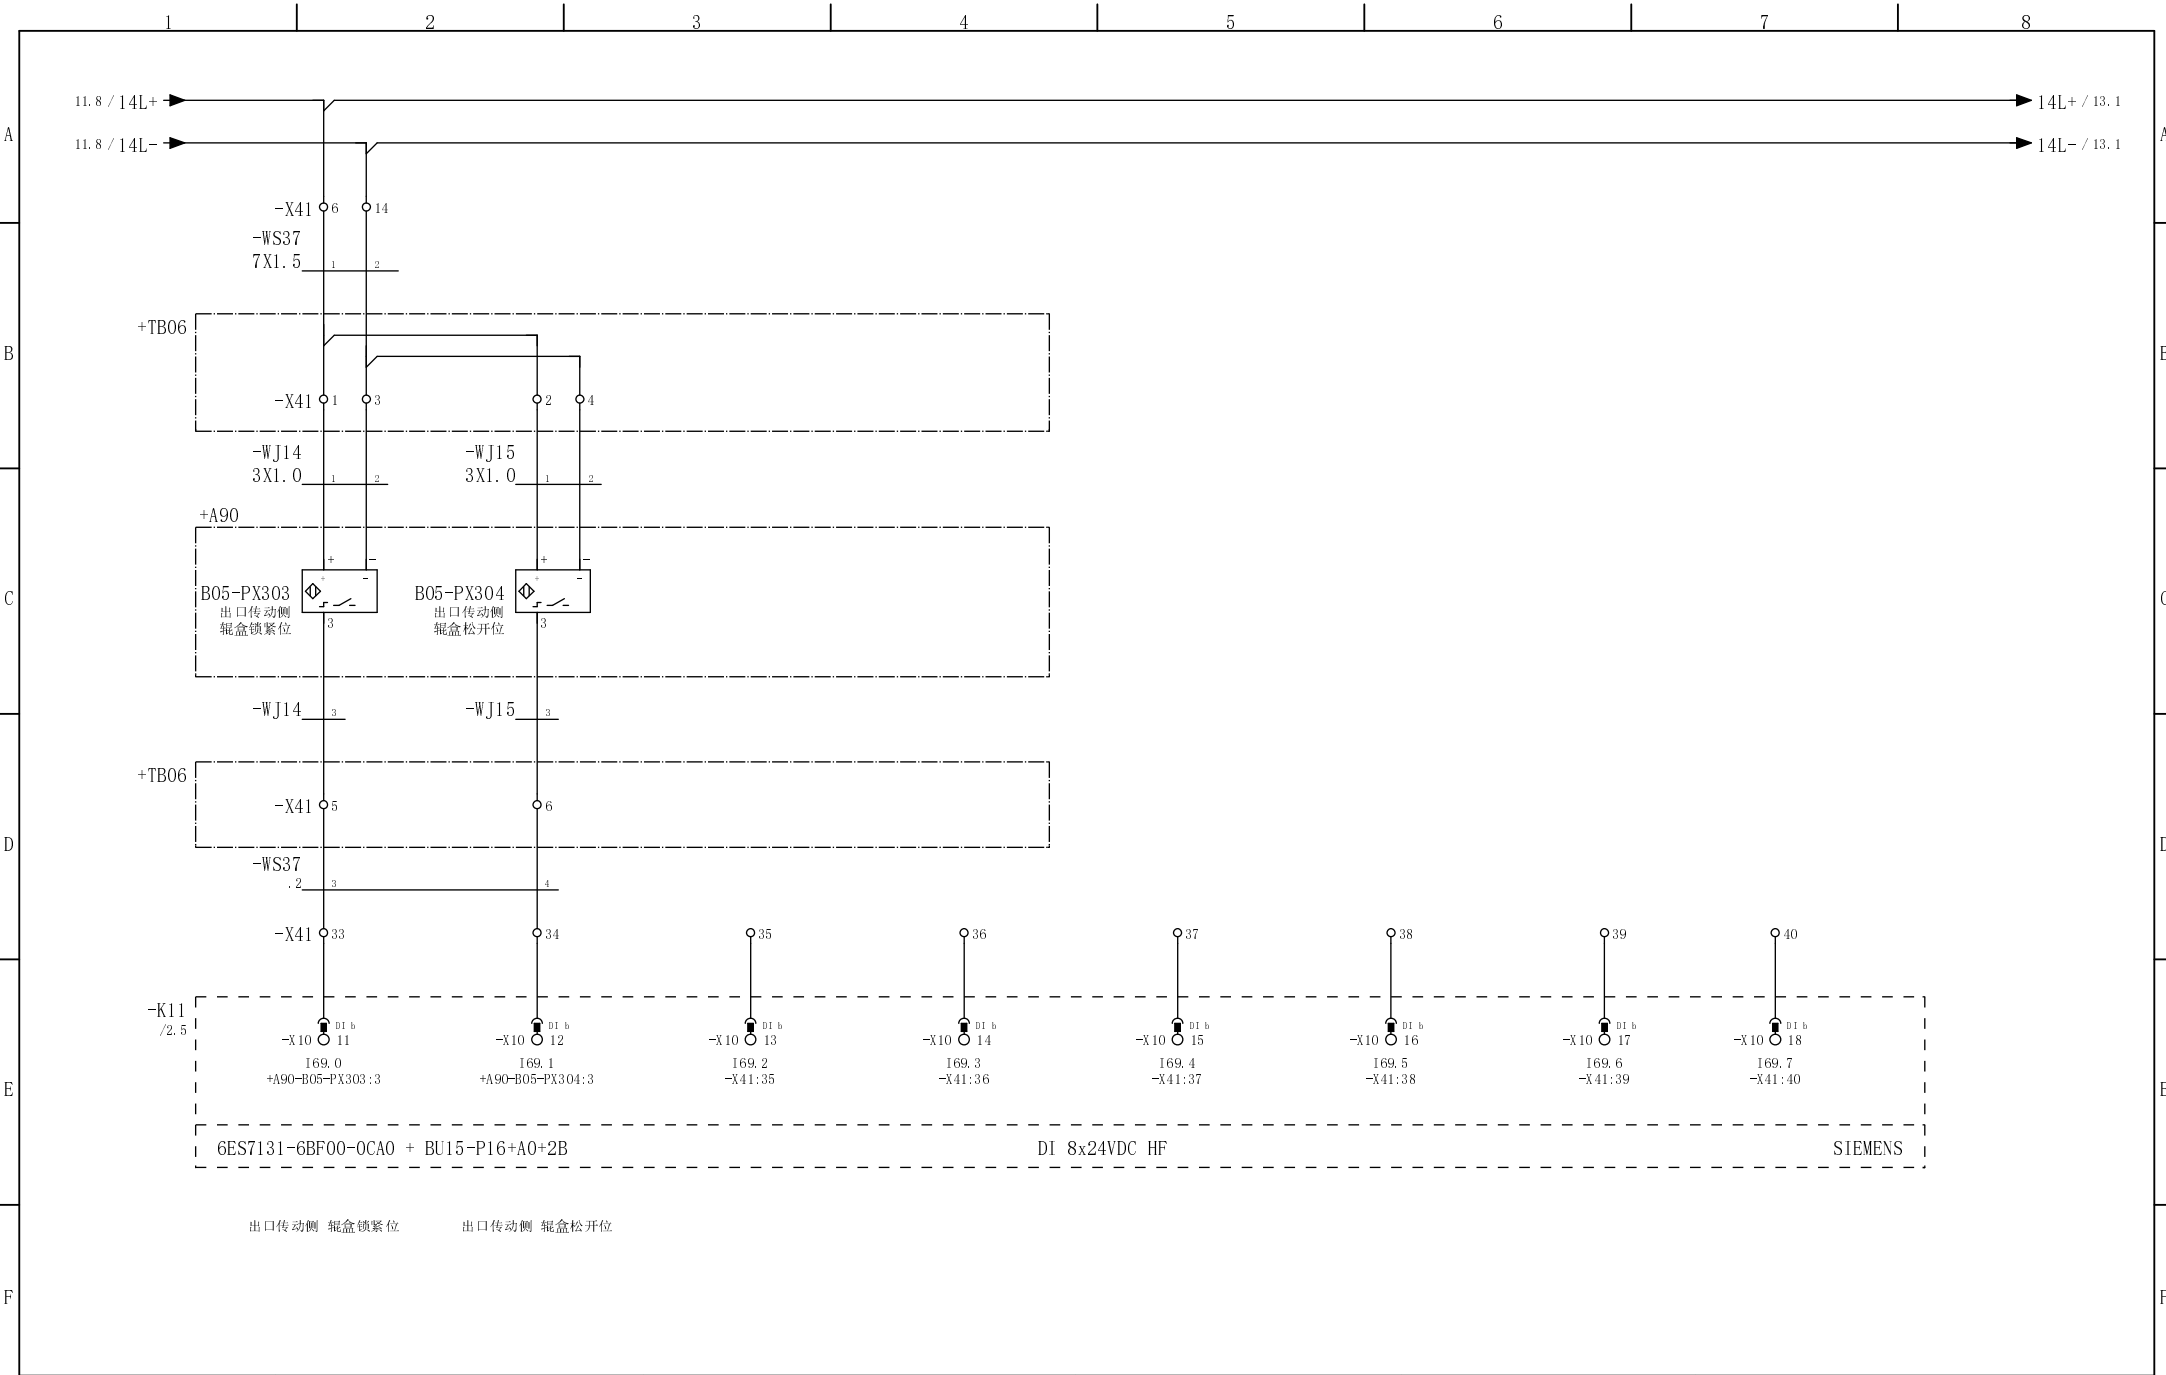 1 2 3 4 5 6 7 8
11.8 / 14L+ 14L+ / 13.1
A
11.8 / 14L- 14L- / 13.1
-X41 6 14
-WS37
7X1.5 1 2
+TB06
B
-X41 1 3 2 4
-WJ14 -WJ15
3X1.0 1 2 3X1.0 1 2
+A90
+ - + -
+ - + -
C
B05-PX303 B05-PX304
出口传动侧 出口传动侧
辊盒锁紧位 辊盒松开位
3 3
-WJ14 3 -WJ15 3
+TB06
-X41 5 6
D
-WS37
.2 3 4
-X41 33 34 35 36 37 38 39 40
-K11
/2.5
DI b DI b DI b DI b DI b DI b DI b DI b
-X10 11 -X10 12 -X10 13 -X10 14 -X10 15 -X10 16 -X10 17 -X10 18
I69.0 I69.1 I69.2 I69.3 I69.4 I69.5 I69.6 I69.7
+A90-B05-PX303:3 +A90-B05-PX304:3 -X41:35 -X41:36 -X41:37 -X41:38 -X41:39 -X41:40
E
6ES7131-6BF00-0CA0 + BU15-P16+A0+2B DI 8x24VDC HF SIEMENS
出口传动侧 辊盒锁紧位 出口传动侧 辊盒松开位
F